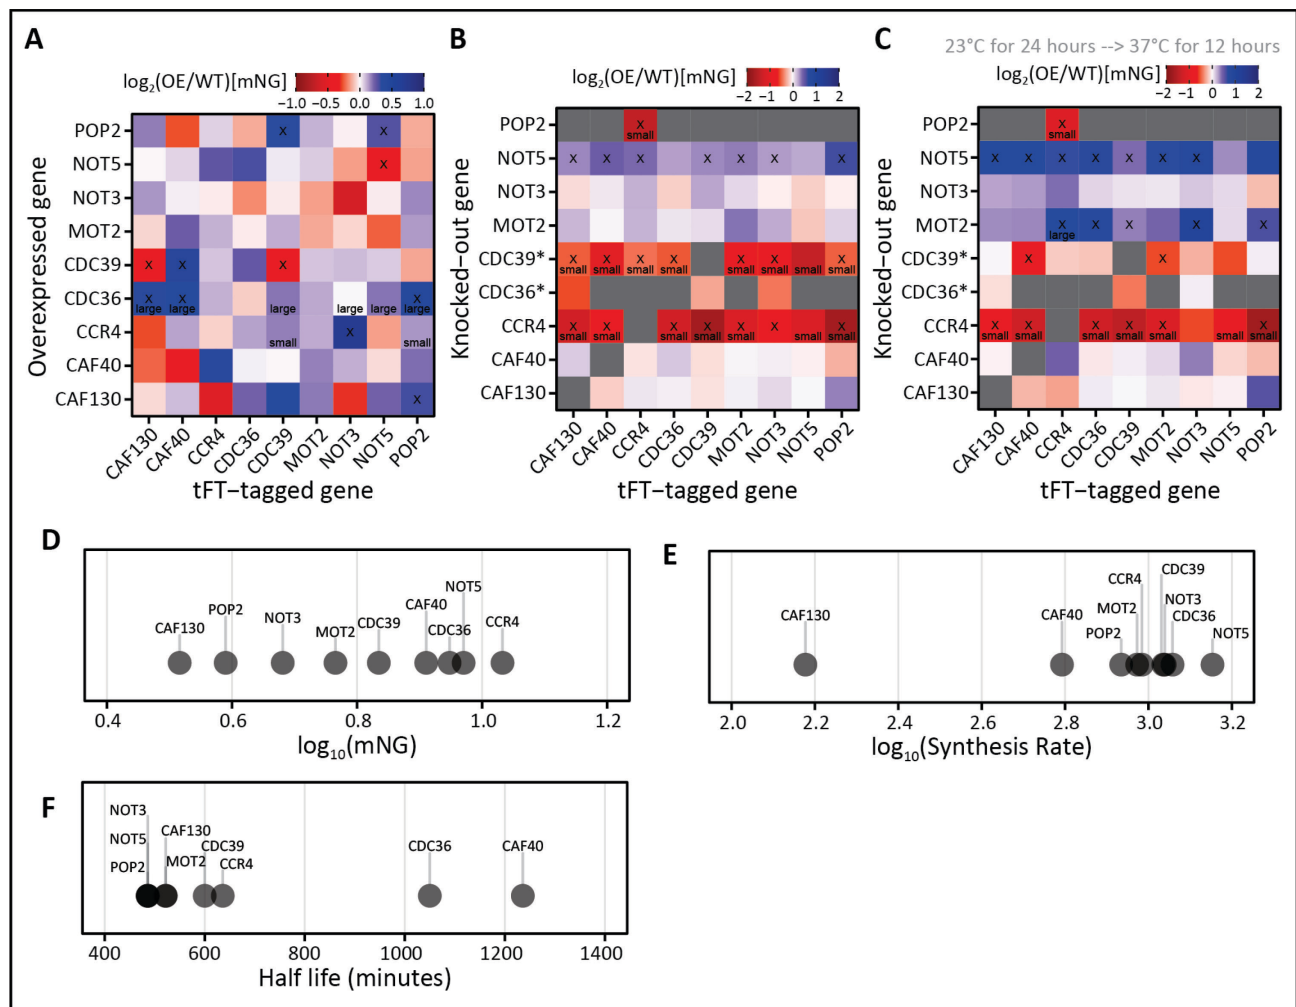 A
log₂(OE/WT)[mNG]
−1.0 −0.5 0.0 0.5 1.0
Overexpressed gene
POP2 x x
NOT5 x
NOT3
MOT2
CDC39 x x x
CDC36 x large x large large large large x large
CCR4 small x small
CAF40
CAF130 x
CAF130 CAF40 CCR4 CDC36 CDC39 MOT2 NOT3 NOT5 POP2
tFT−tagged gene
B
log₂(OE/WT)[mNG]
−2 −1 0 1 2
Knocked−out gene
POP2 x small
NOT5 x x x x x x x
NOT3
MOT2
CDC39* x small x small x small x small x small x small small x small
CDC36*
CCR4 x small x small x small x small x small x small x small
CAF40
CAF130
CAF130 CAF40 CCR4 CDC36 CDC39 MOT2 NOT3 NOT5 POP2
tFT−tagged gene
C
23°C for 24 hours --> 37°C for 12 hours
log₂(OE/WT)[mNG]
−2 −1 0 1 2
Knocked−out gene
POP2 x small
NOT5 x x x x x x x
NOT3
MOT2 x large x x x x
CDC39* x x
CDC36*
CCR4 x small x small x small x small x small small x small
CAF40
CAF130
CAF130 CAF40 CCR4 CDC36 CDC39 MOT2 NOT3 NOT5 POP2
tFT−tagged gene
D
CAF130 POP2 NOT3 MOT2 CDC39 CAF40 CDC36 NOT5 CCR4
0.4 0.6 0.8 1.0 1.2
log₁₀(mNG)
E
CAF130 CAF40 POP2 MOT2 CCR4 CDC39 NOT3 CDC36 NOT5
2.0 2.2 2.4 2.6 2.8 3.0 3.2
log₁₀(Synthesis Rate)
F
NOT3
NOT5 CAF130 CDC39 CDC36 CAF40
POP2 MOT2 CCR4
400 600 800 1000 1200 1400
Half life (minutes)